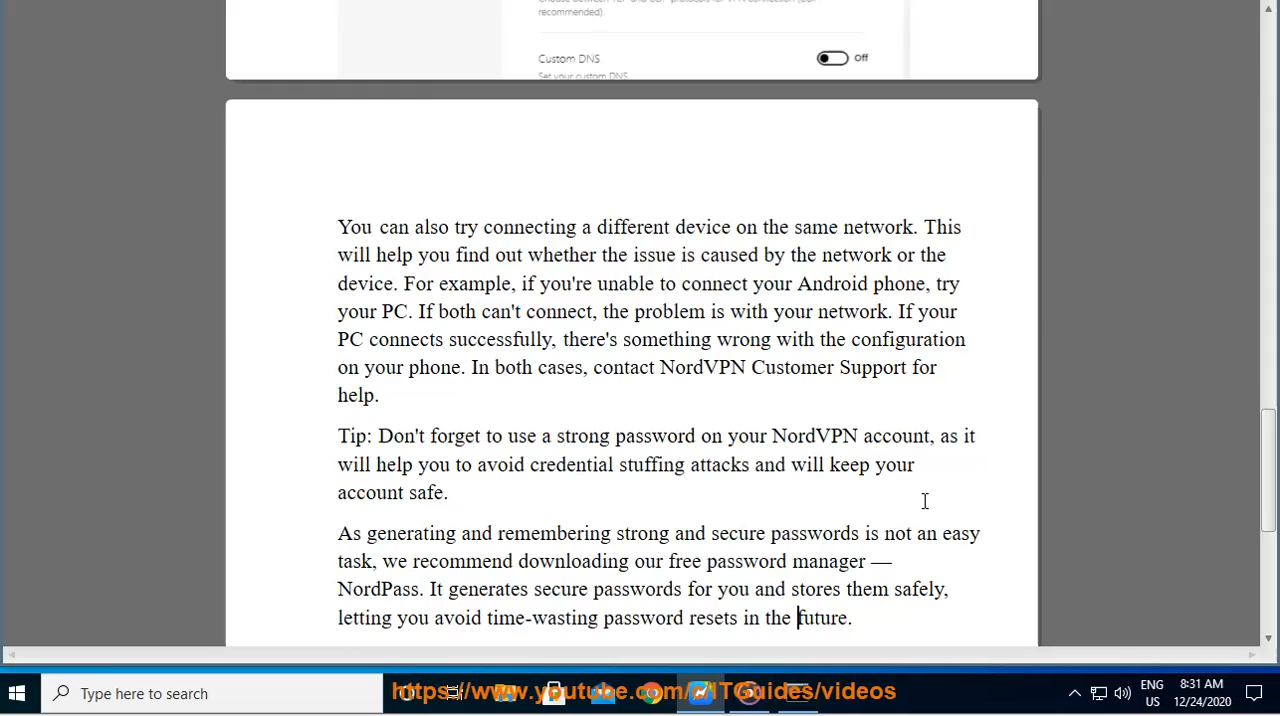 recommended)
Custom DNS
Off
Set your custom DNS
You can also try connecting a different device on the same network. This
will help you find out whether the issue is caused by the network or the
device. For example, if you're unable to connect your Android phone, try
your PC. If both can't connect, the problem is with your network. If your
PC connects successfully, there's something wrong with the configuration
on your phone. In both cases, contact NordVPN Customer Support for
help.
Tip: Don't forget to use a strong password on your NordVPN account, as it
will help you to avoid credential stuffing attacks and will keep your
account safe.
As generating and remembering strong and secure passwords is not an easy
task, we recommend downloading our free password manager —
NordPass. It generates secure passwords for you and stores them safely,
letting you avoid time-wasting password resets in the future.
Type here to search
ENG
US
8:31 AM
12/24/2020